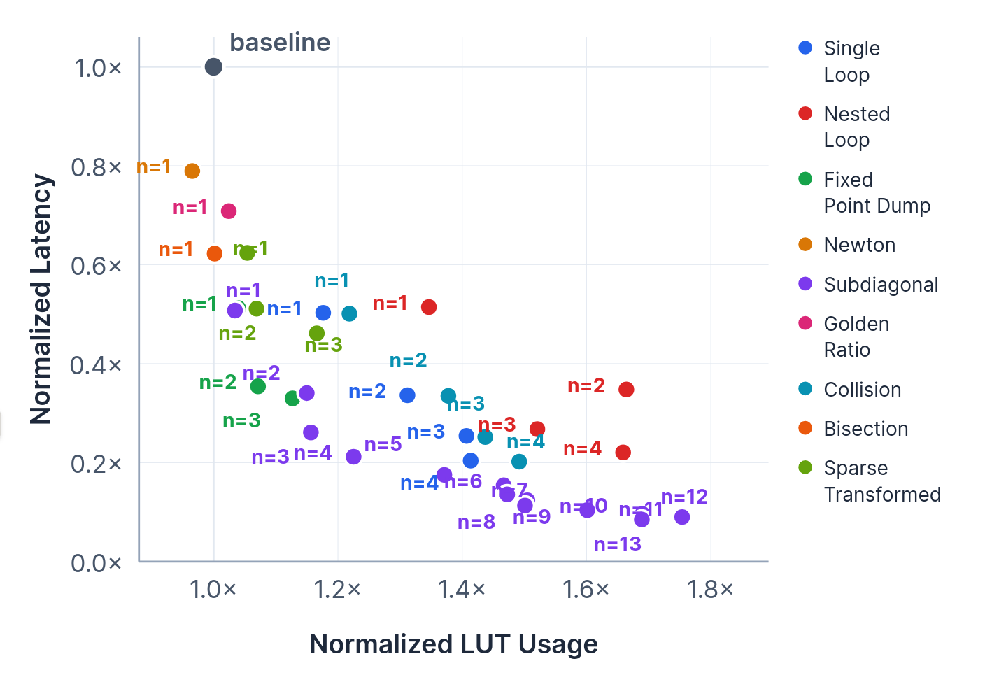 baseline
1.0×
0.8×
0.6×
0.4×
0.2×
0.0×
Normalized Latency
n=1
n=1
n=1
n=1
n=1
n=1
n=1
n=1
n=1
n=2
n=3
n=2
n=2
n=2
n=2
n=2
n=3
n=3
n=3
n=3
n=4
n=4
n=3
n=4
n=5
n=4
n=6
n=7
n=8
n=9
n=10
n=11
n=12
n=13
1.0×
1.2×
1.4×
1.6×
1.8×
Normalized LUT Usage
Single
Loop
Nested
Loop
Fixed
Point Dump
Newton
Subdiagonal
Golden
Ratio
Collision
Bisection
Sparse
Transformed